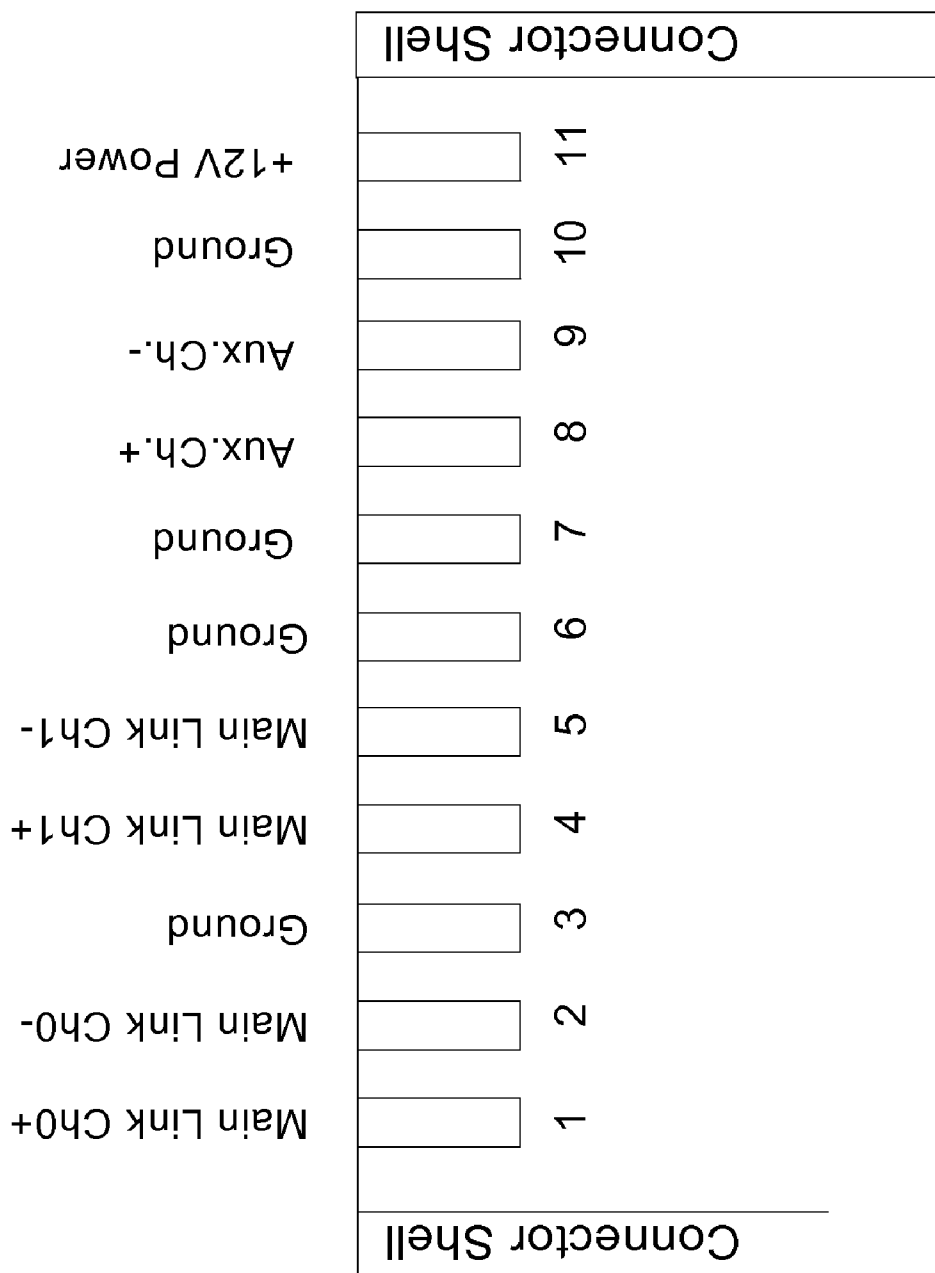 Connector Shell
1 Main Link Ch0+
2 Main Link Ch0-
3 Ground
4 Main Link Ch1+
5 Main Link Ch1-
6 Ground
7 Ground
8 Aux.Ch.+
9 Aux.Ch.-
10 Ground
11 +12V Power
Connector Shell